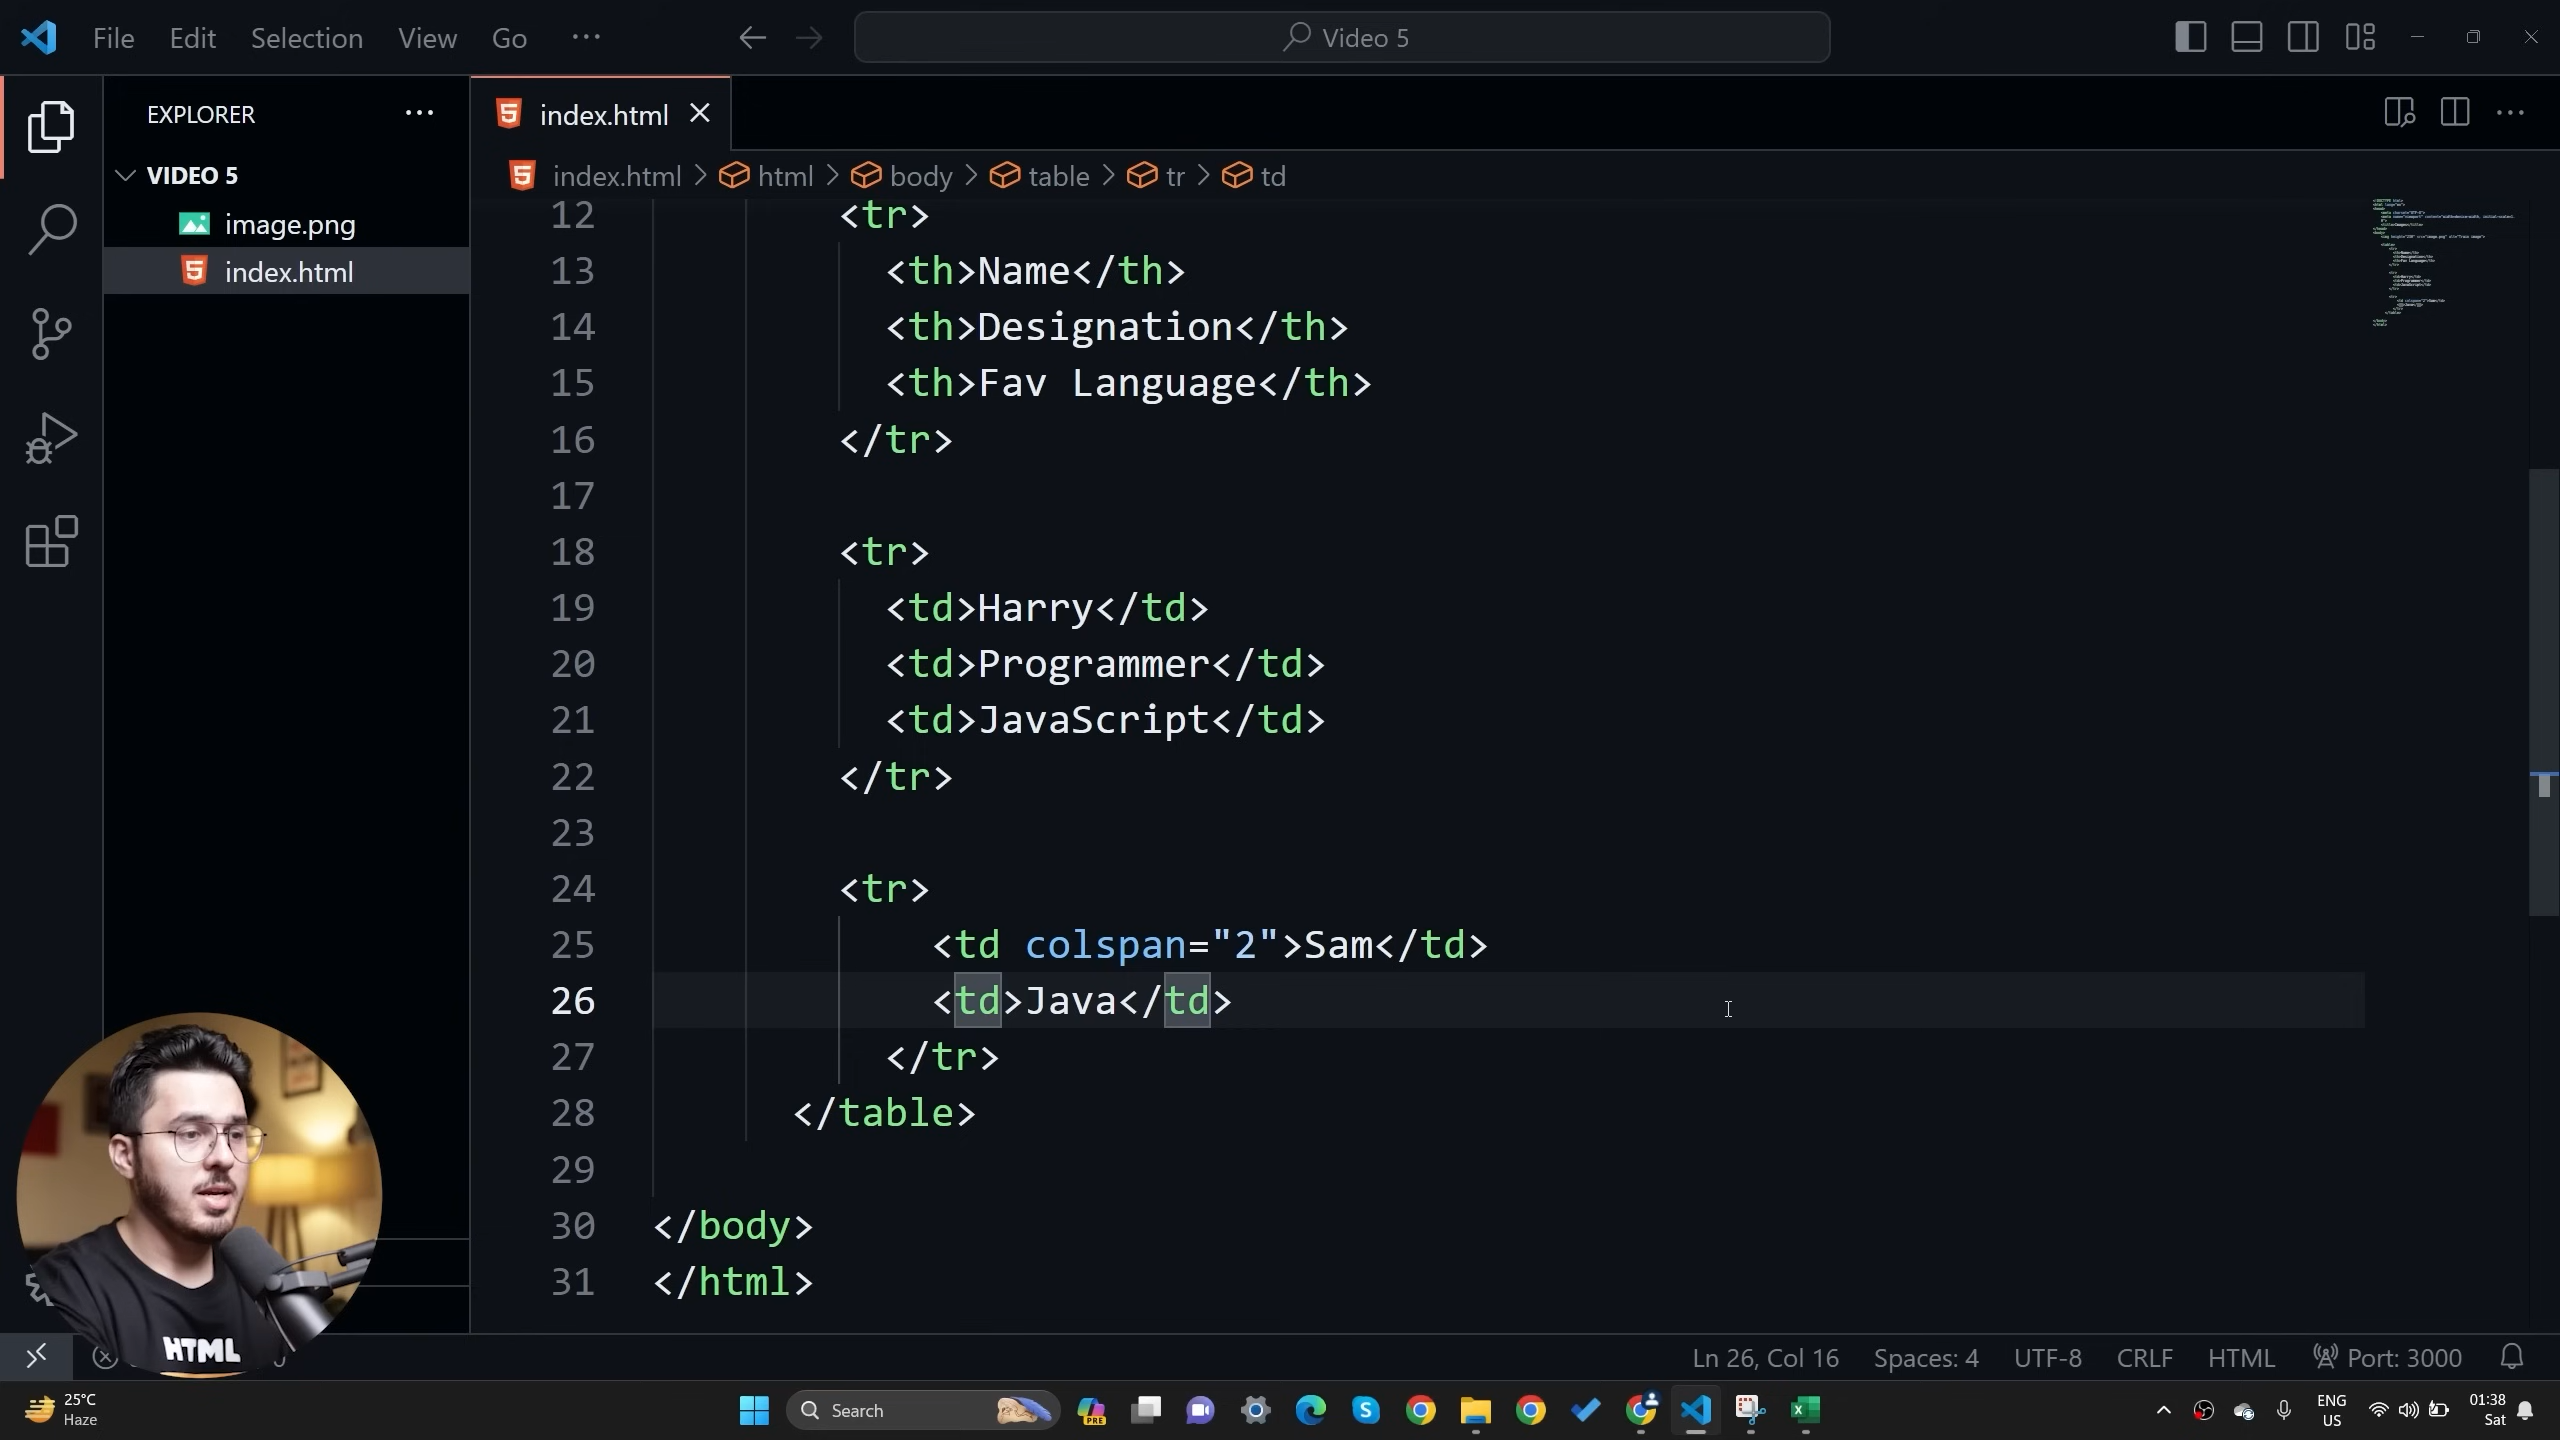 File Edit Selection View Go ··· Video 5
EXPLORER ···
VIDEO 5
image.png
index.html
index.html
index.html > html > body > table > tr > td
12 <tr>
13 <th>Name</th>
14 <th>Designation</th>
15 <th>Fav Language</th>
16 </tr>
17
18 <tr>
19 <td>Harry</td>
20 <td>Programmer</td>
21 <td>JavaScript</td>
22 </tr>
23
24 <tr>
25 <td colspan="2">Sam</td>
26 <td>Java</td>
27 </tr>
28 </table>
29
30 </body>
31 </html>
HTML
Ln 26, Col 16 Spaces: 4 UTF-8 CRLF HTML Port: 3000
25°C
Haze
Search
PRE
ENG
US
01:38
Sat